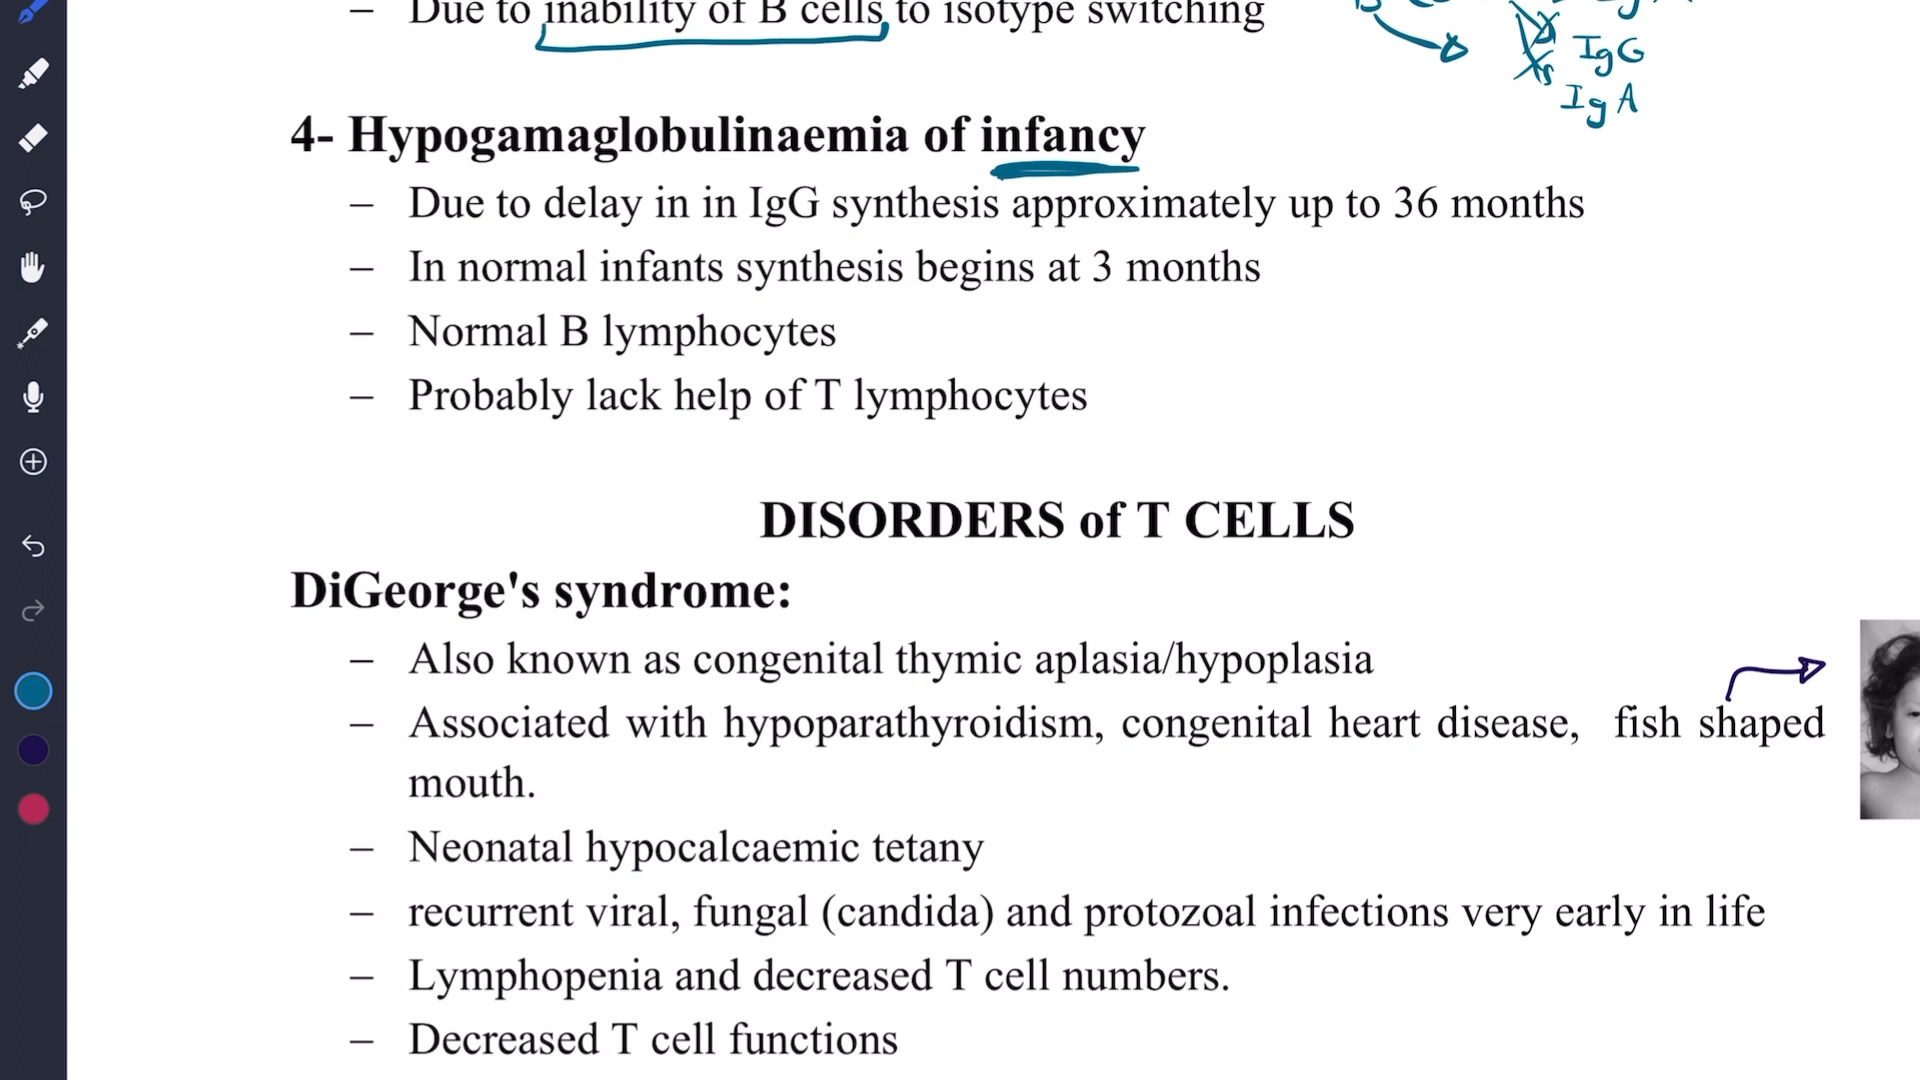 – Due to inability of B cells to isotype switching
IgG
IgA
4- Hypogamaglobulinaemia of infancy
– Due to delay in in IgG synthesis approximately up to 36 months
– In normal infants synthesis begins at 3 months
– Normal B lymphocytes
– Probably lack help of T lymphocytes
DISORDERS of T CELLS
DiGeorge's syndrome:
– Also known as congenital thymic aplasia/hypoplasia
– Associated with hypoparathyroidism, congenital heart disease, fish shaped
mouth.
– Neonatal hypocalcaemic tetany
– recurrent viral, fungal (candida) and protozoal infections very early in life
– Lymphopenia and decreased T cell numbers.
– Decreased T cell functions